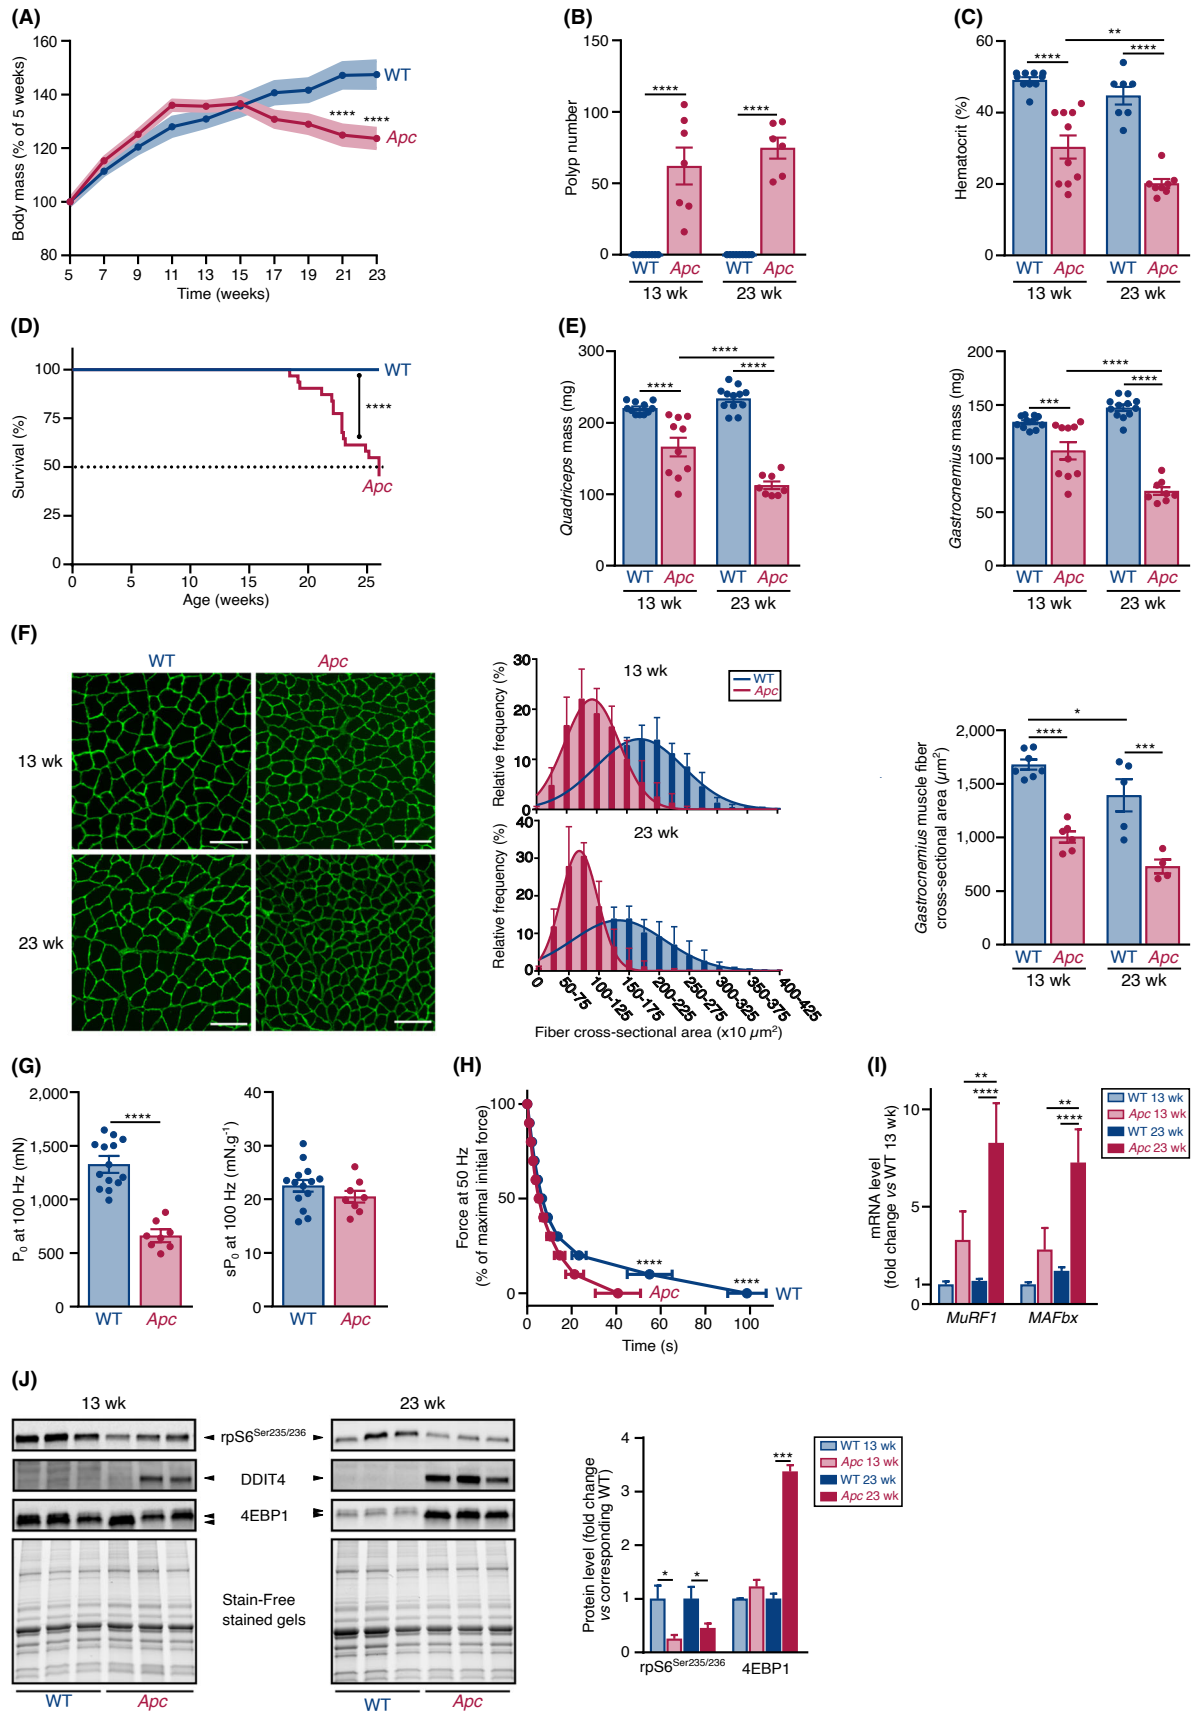 (A)
160
140
120
100
80
Body mass (% of 5 weeks)
WT
****
****
Apc
5 7 9 11 13 15 17 19 21 23
Time (weeks)
(B)
150
100
50
0
Polyp number
****
****
WT Apc WT Apc
13 wk 23 wk
(C)
60
40
20
0
Hematocrit (%)
**
****
****
WT Apc WT Apc
13 wk 23 wk
(D)
100
75
50
25
0
Survival (%)
WT
****
Apc
0 5 10 15 20 25
Age (weeks)
(E)
300
200
100
0
Quadriceps mass (mg)
****
****
****
WT Apc WT Apc
13 wk 23 wk
200
150
100
50
0
Gastrocnemius mass (mg)
****
***
****
WT Apc WT Apc
13 wk 23 wk
(F)
WT Apc
13 wk
23 wk
30
20
10
0
Relative frequency (%)
13 wk
WT
Apc
40
30
20
10
0
Relative frequency (%)
23 wk
0 50-75 100-125 150-175 200-225 250-275 300-325 350-375 400-425
Fiber cross-sectional area (x10 µm²)
2,000
1,500
1,000
500
0
Gastrocnemius muscle fiber
cross-sectional area (µm²)
*
****
***
WT Apc WT Apc
13 wk 23 wk
(G)
2,000
1,500
1,000
500
0
P₀ at 100 Hz (mN)
****
WT Apc
40
30
20
10
0
sP₀ at 100 Hz (mN.g⁻¹)
WT Apc
(H)
100
50
0
Force at 50 Hz
(% of maximal initial force)
****
****
Apc
WT
0 20 40 60 80 100
Time (s)
(I)
10
5
1
0
mRNA level
(fold change vs WT 13 wk)
**
****
**
****
MuRF1 MAFbx
WT 13 wk
Apc 13 wk
WT 23 wk
Apc 23 wk
(J)
13 wk 23 wk
rpS6Ser235/236
DDIT4
4EBP1
Stain-Free
stained gels
WT Apc WT Apc
4
3
2
1
0
Protein level (fold change
vs corresponding WT)
*
*
***
rpS6Ser235/236 4EBP1
WT 13 wk
Apc 13 wk
WT 23 wk
Apc 23 wk